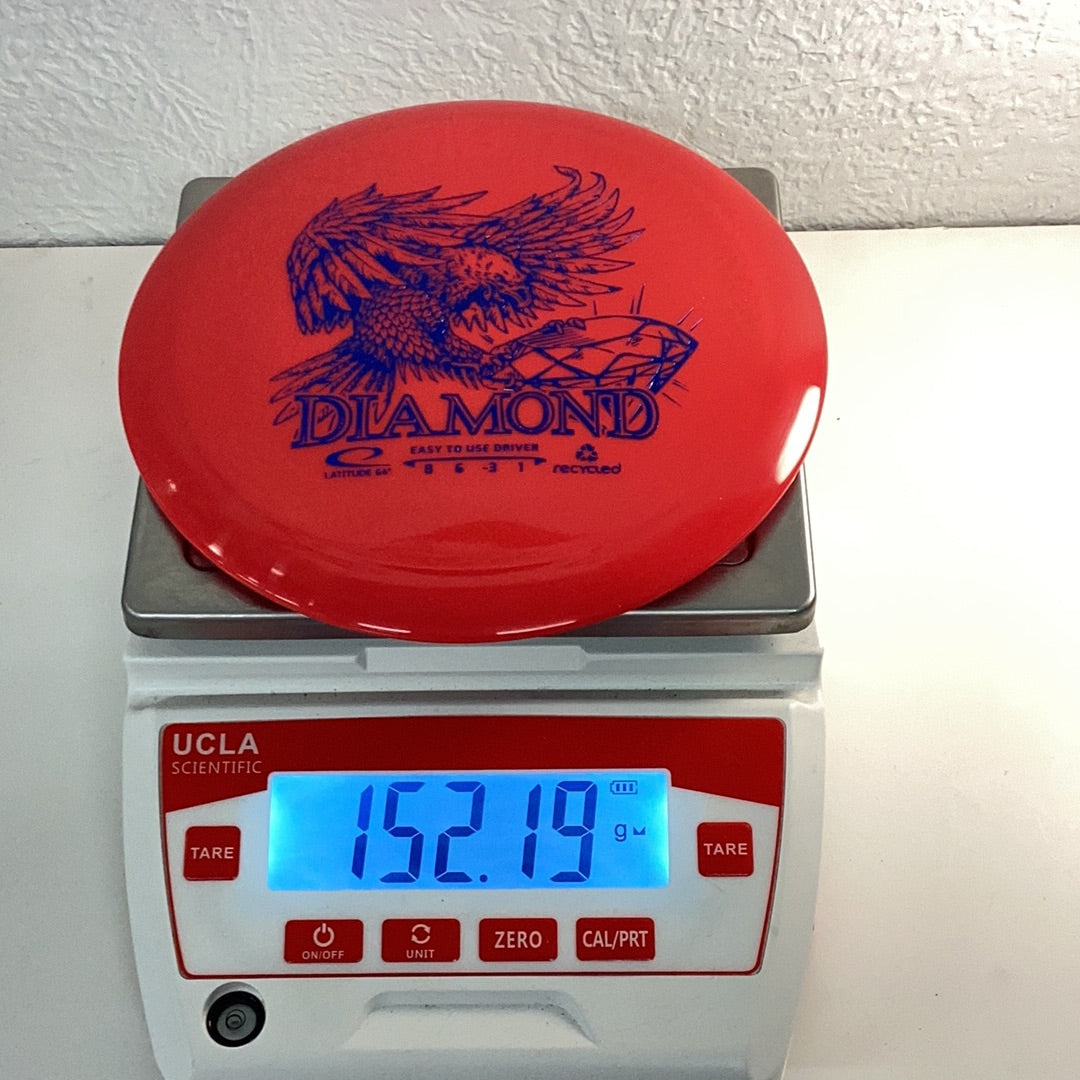 DIAMOND
EASY TO USE DRIVER
LATITUDE 64°
8 6 -3 1
recycled
UCLA
SCIENTIFIC
152.19
g
TARE
TARE
ON/OFF
UNIT
ZERO
CAL/PRT